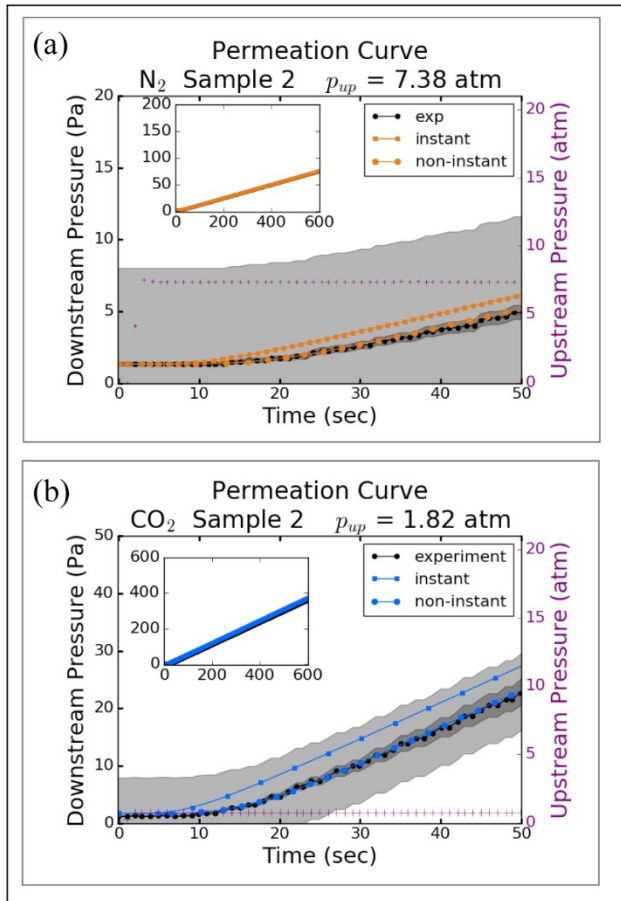 (a)
Permeation Curve
N₂ Sample 2 p_up = 7.38 atm
Downstream Pressure (Pa)
20
15
10
5
0
200
150
100
50
0
0 200 400 600
exp
instant
non-instant
20
15
10
5
0
Upstream Pressure (atm)
0 10 20 30 40 50
Time (sec)
(b)
Permeation Curve
CO₂ Sample 2 p_up = 1.82 atm
Downstream Pressure (Pa)
50
40
30
20
10
0
600
400
200
0
0 200 400 600
experiment
instant
non-instant
20
15
10
5
0
Upstream Pressure (atm)
0 10 20 30 40 50
Time (sec)